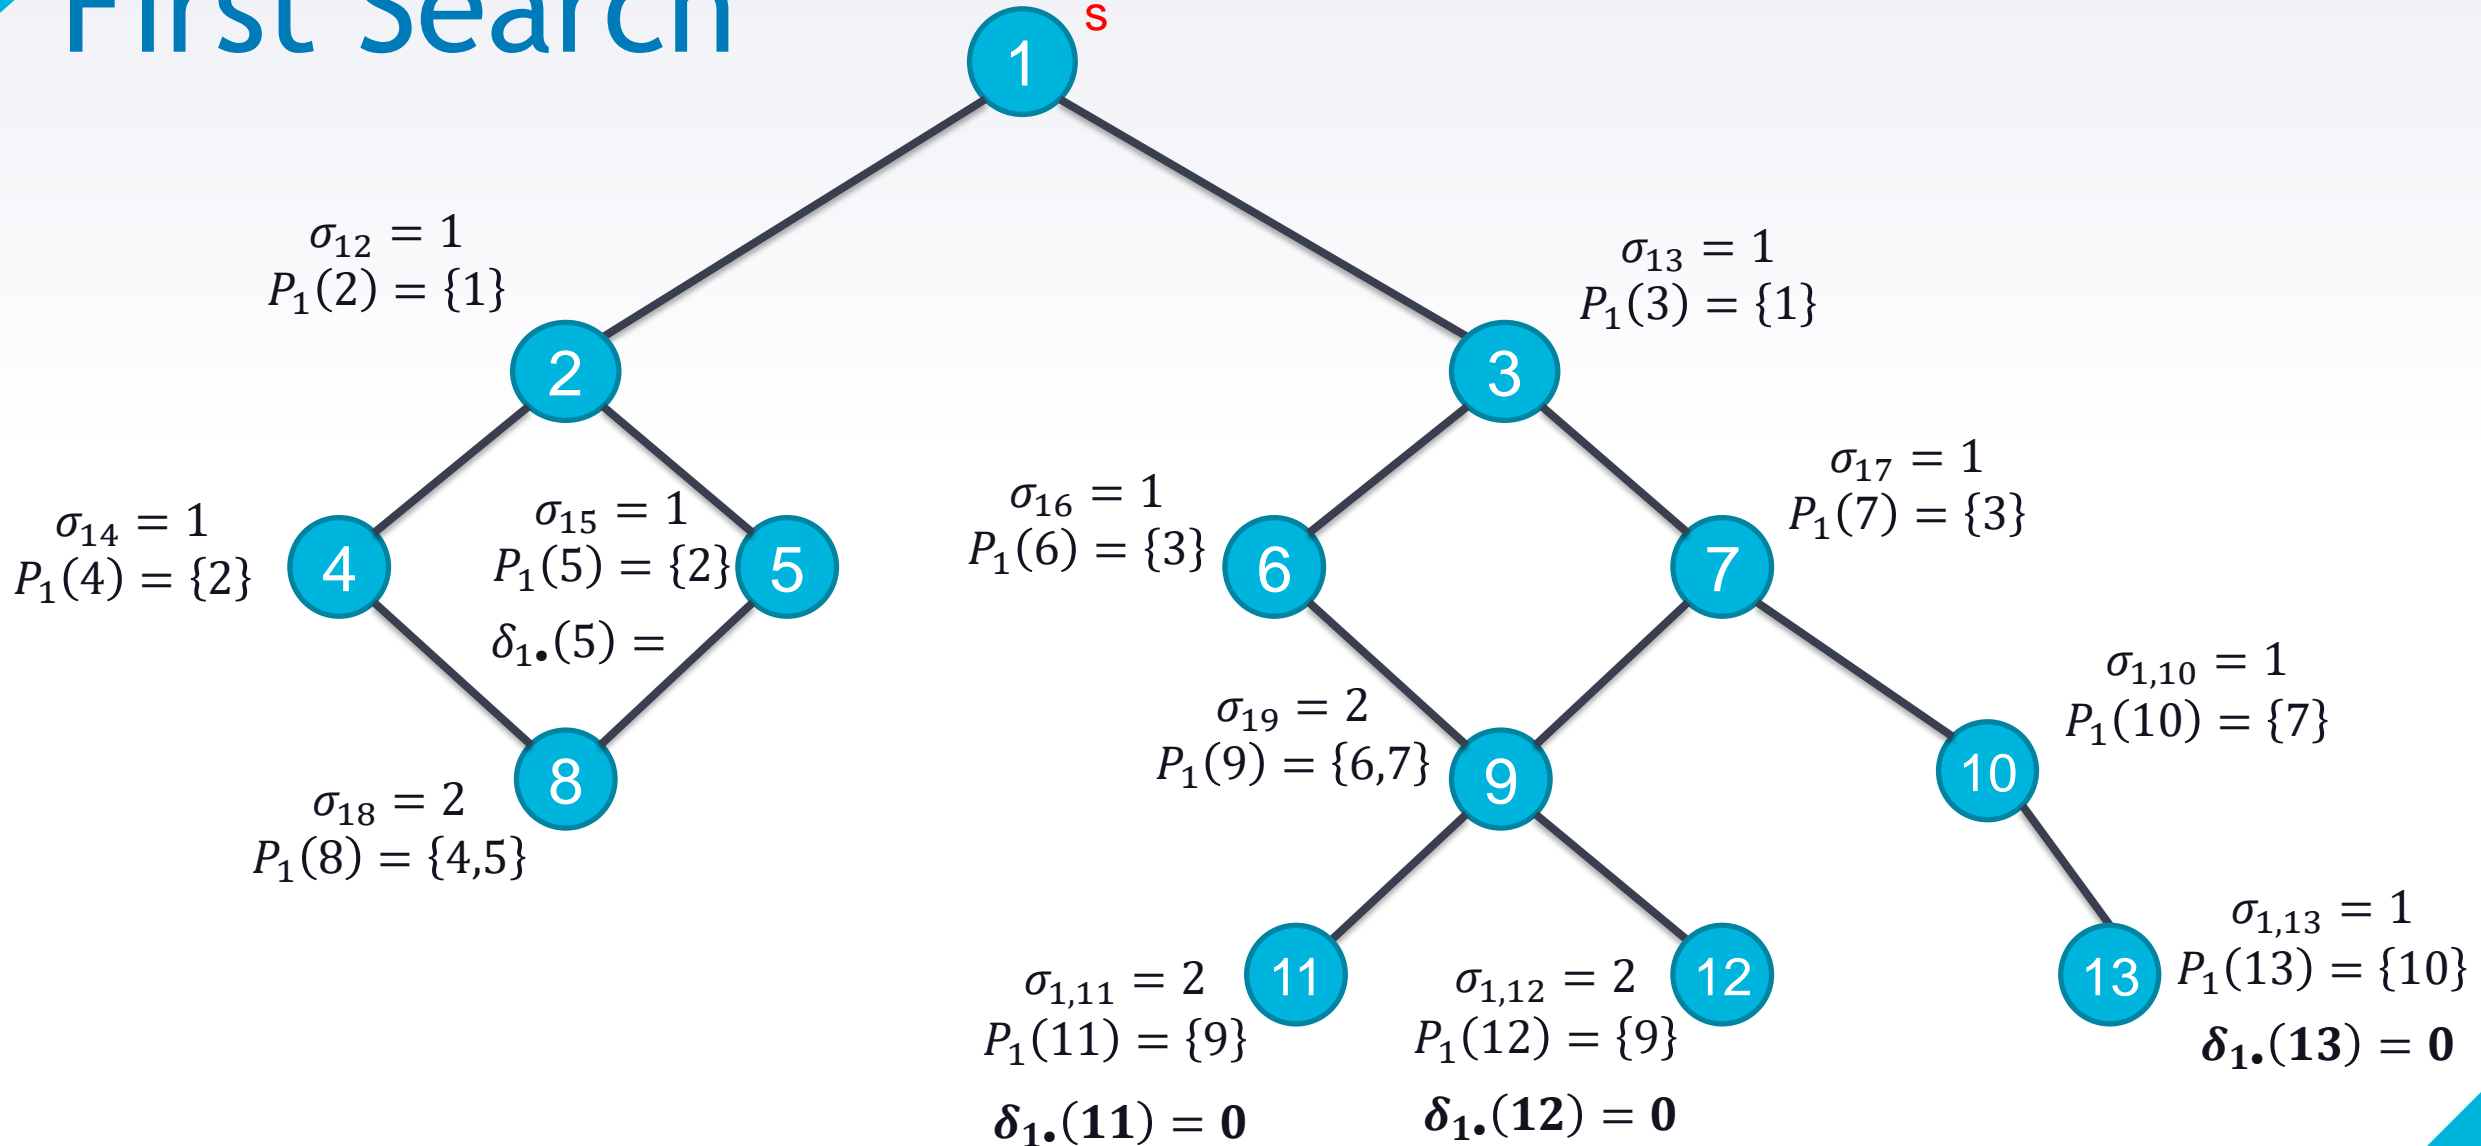 First Search
s
1
σ₁₂ = 1
P₁(2) = {1}
σ₁₃ = 1
P₁(3) = {1}
2
3
σ₁₄ = 1
P₁(4) = {2}
4
σ₁₅ = 1
P₁(5) = {2}
δ₁•(5) =
5
σ₁₆ = 1
P₁(6) = {3}
6
7
σ₁₇ = 1
P₁(7) = {3}
σ₁₈ = 2
P₁(8) = {4,5}
8
σ₁₉ = 2
P₁(9) = {6,7}
9
10
σ₁,₁₀ = 1
P₁(10) = {7}
σ₁,₁₁ = 2
P₁(11) = {9}
δ₁•(11) = 0
11
σ₁,₁₂ = 2
P₁(12) = {9}
δ₁•(12) = 0
12
13
σ₁,₁₃ = 1
P₁(13) = {10}
δ₁•(13) = 0